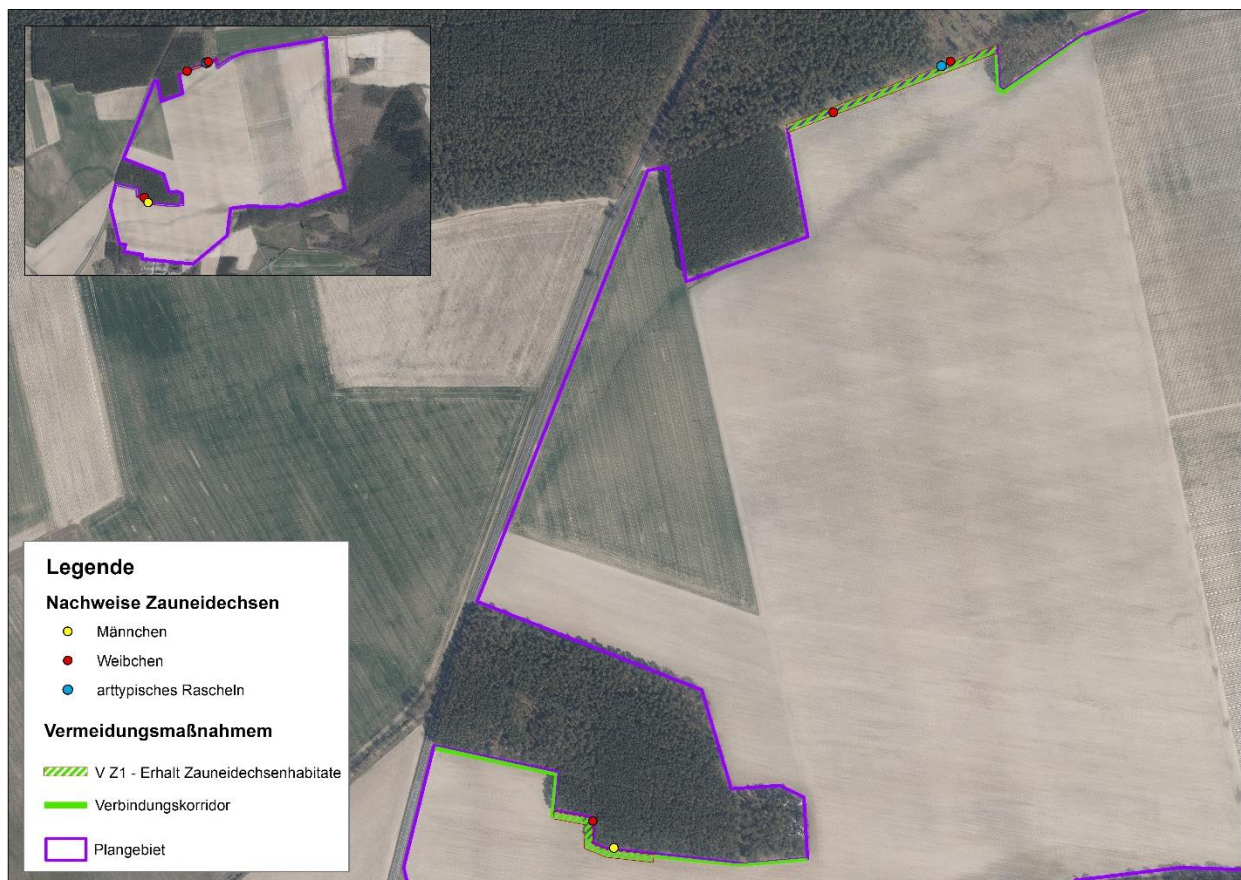 Legende
Nachweise Zauneidechsen
Männchen
Weibchen
arttypisches Rascheln
Vermeidungsmaßnahmem
V Z1 - Erhalt Zauneidechsenhabitate
Verbindungskorridor
Plangebiet